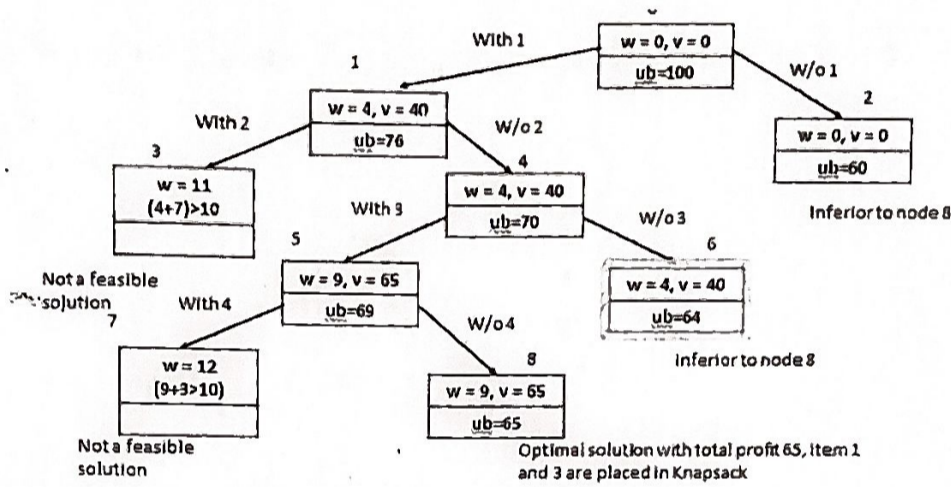 With 1
w = 0, v = 0
ub=100
W/o 1
1
2
w = 4, v = 40
ub=76
With 2
W/o 2
w = 0, v = 0
ub=60
Inferior to node 8
3
4
w = 11
(4+7)>10
Not a feasible
solution
w = 4, v = 40
ub=70
With 3
W/o 3
5
6
w = 9, v = 65
ub=69
w = 4, v = 40
ub=64
Inferior to node 8
With 4
W/o 4
7
8
w = 12
(9+3>10)
Not a feasible
solution
w = 9, v = 65
ub=65
Optimal solution with total profit 65, item 1
and 3 are placed in Knapsack